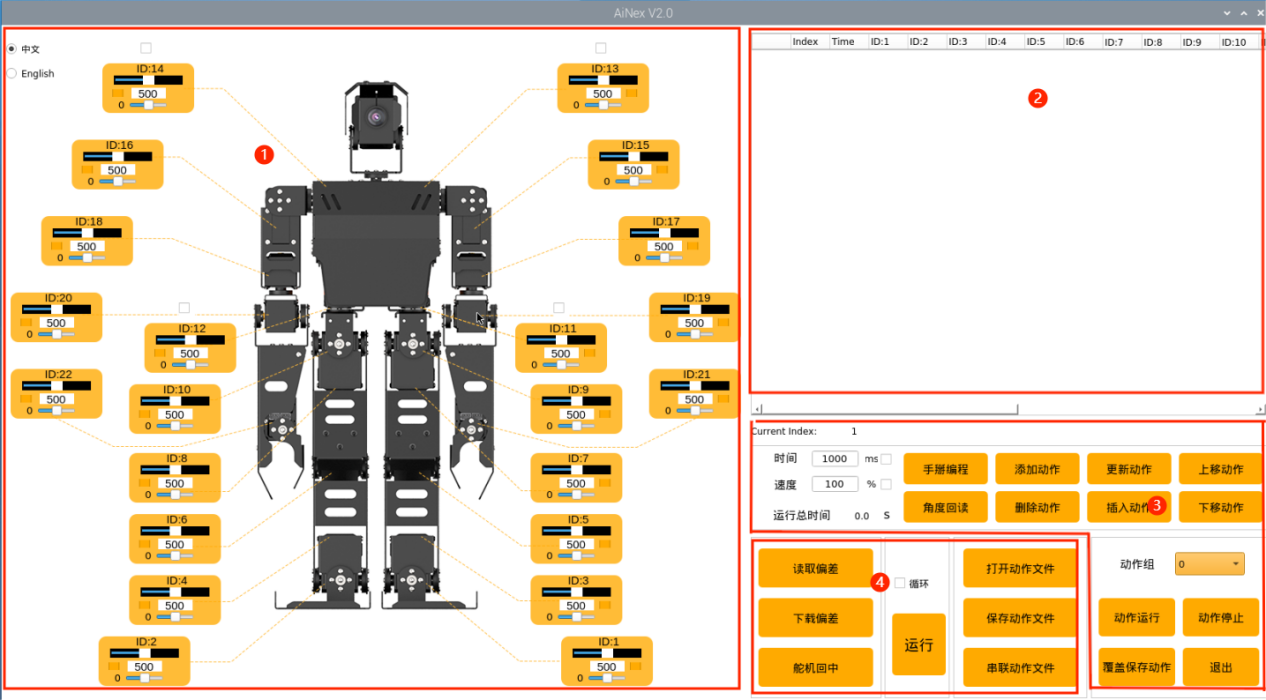 AiNex V2.0
中文
English
ID:14
500
0
ID:13
500
0
1
ID:16
500
0
ID:15
500
0
ID:18
500
0
ID:17
500
0
ID:20
500
0
ID:19
500
0
ID:12
500
0
ID:11
500
0
ID:22
500
0
ID:21
500
0
ID:10
500
0
ID:9
500
0
ID:8
500
0
ID:7
500
0
ID:6
500
0
ID:5
500
0
ID:4
500
0
ID:3
500
0
ID:2
500
0
ID:1
500
0
Index Time ID:1 ID:2 ID:3 ID:4 ID:5 ID:6 ID:7 ID:8 ID:9 ID:10
2
Current Index: 1
时间 1000 ms
速度 100 %
运行总时间 0.0 S
手掰编程 添加动作 更新动作 上移动作
角度回读 删除动作 插入动作 3 下移动作
读取偏差
下载偏差
舵机回中
4
循环
运行
打开动作文件
保存动作文件
串联动作文件
动作组 0
动作运行 动作停止
覆盖保存动作 退出